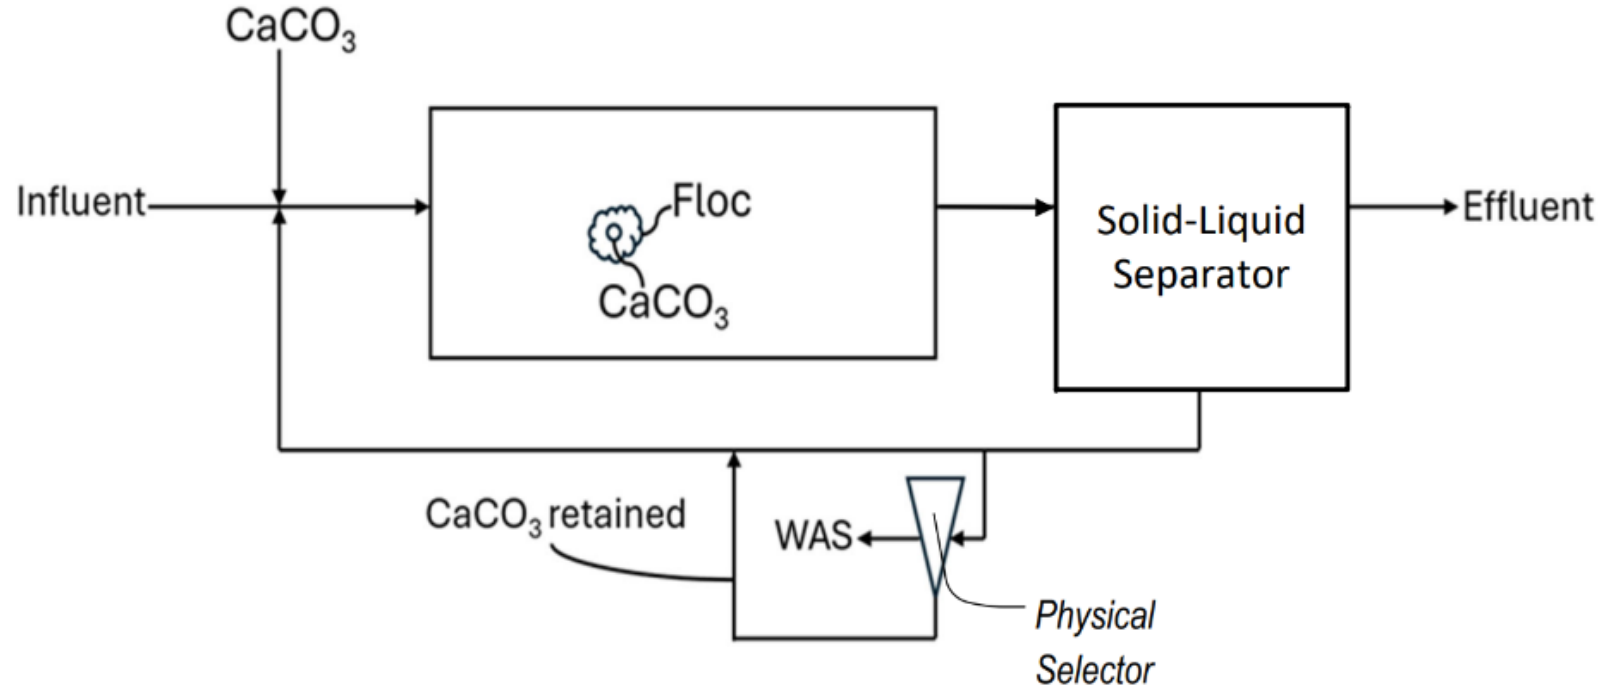 CaCO₃
Influent
Floc
CaCO₃
Solid-Liquid
Separator
Effluent
CaCO₃ retained
WAS
Physical
Selector